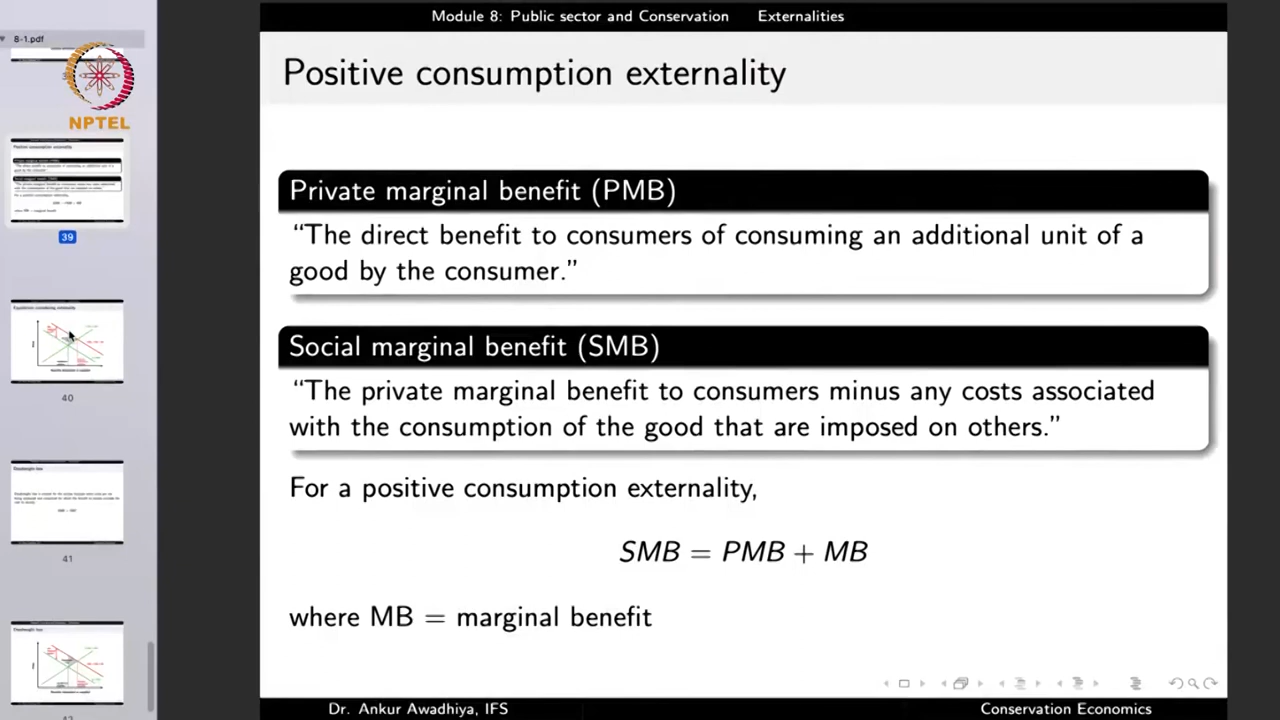 Module 8: Public sector and Conservation Externalities
8-1.pdf
NPTEL
39
40
41
Positive consumption externality
Private marginal benefit (PMB)
“The direct benefit to consumers of consuming an additional unit of a
good by the consumer.”
Social marginal benefit (SMB)
“The private marginal benefit to consumers minus any costs associated
with the consumption of the good that are imposed on others.”
For a positive consumption externality,
SMB = PMB + MB
where MB = marginal benefit
Dr. Ankur Awadhiya, IFS Conservation Economics